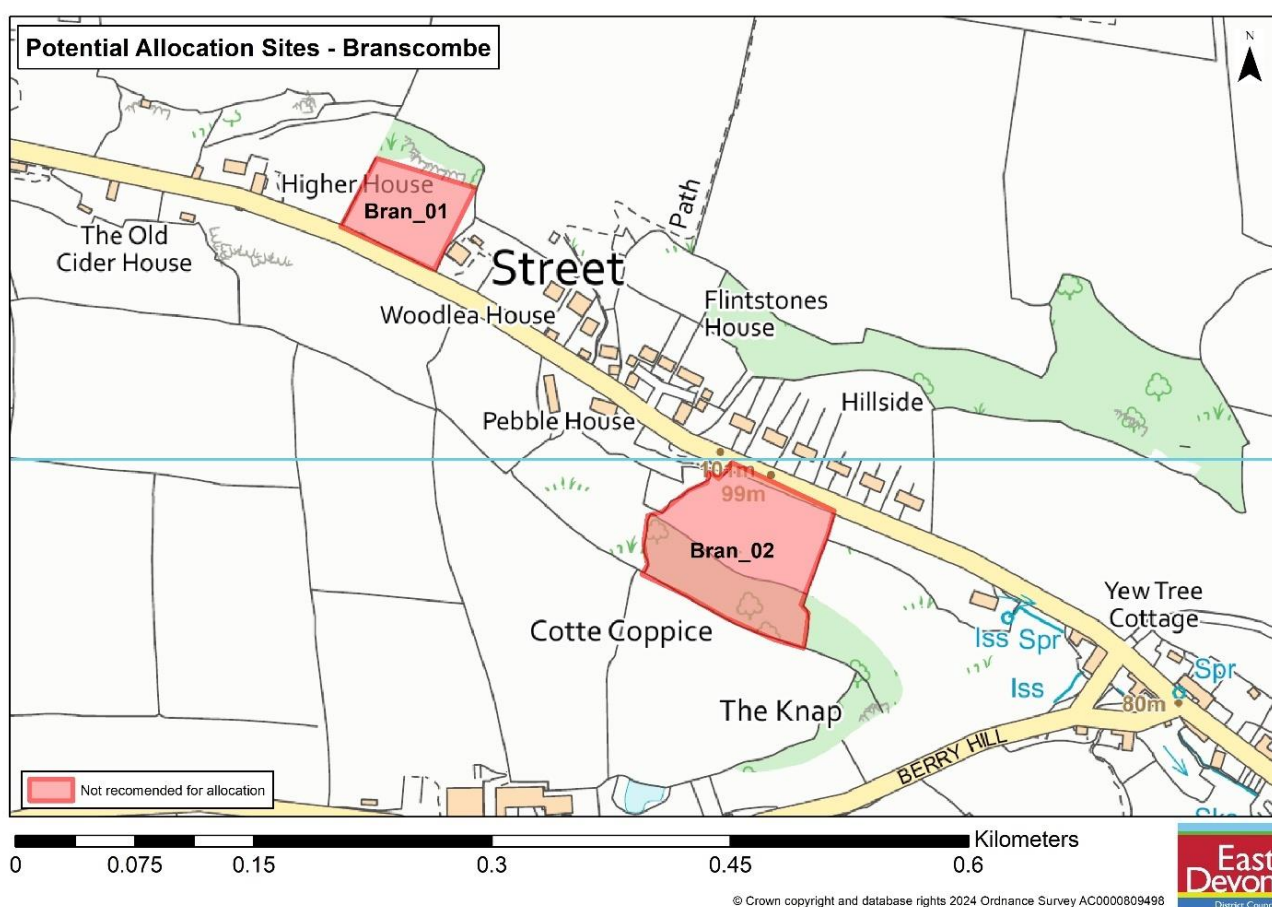 Potential Allocation Sites - Branscombe
N
Higher House
Bran_01
The Old
Cider House
Street
Path
Woodlea House
Flintstones
House
Pebble House
Hillside
101m
99m
Bran_02
Cotte Coppice
Yew Tree
Cottage
Iss Spr
Iss
Spr
80m
The Knap
BERRY HILL
Not recomended for allocation
Kilometers
0 0.075 0.15 0.3 0.45 0.6
East
Devon
© Crown copyright and database rights 2024 Ordnance Survey AC0000809498